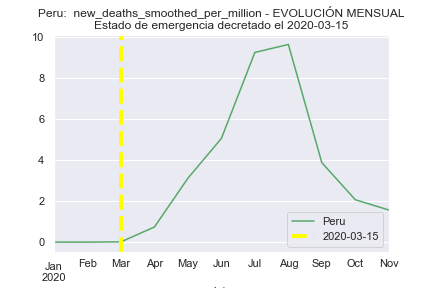 Peru:  new_deaths_smoothed_per_million - EVOLUCIÓN MENSUAL
Estado de emergencia decretado el 2020-03-15
10
8
6
4
2
0
Jan Feb Mar Apr May Jun Jul Aug Sep Oct Nov
2020
Peru
2020-03-15